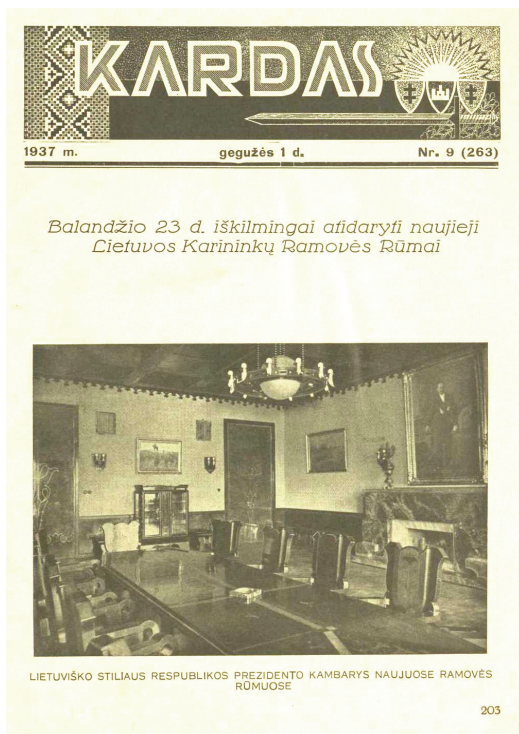 KARDAS
1937 m. gegužės 1 d. Nr. 9 (263)
Balandžio 23 d. iškilmingai atidaryti naujieji
Lietuvos Karininkų Ramovės Rūmai
LIETUVIŠKO STILIAUS RESPUBLIKOS PREZIDENTO KAMBARYS NAUJUOSE RAMOVĖS
RŪMUOSE
203